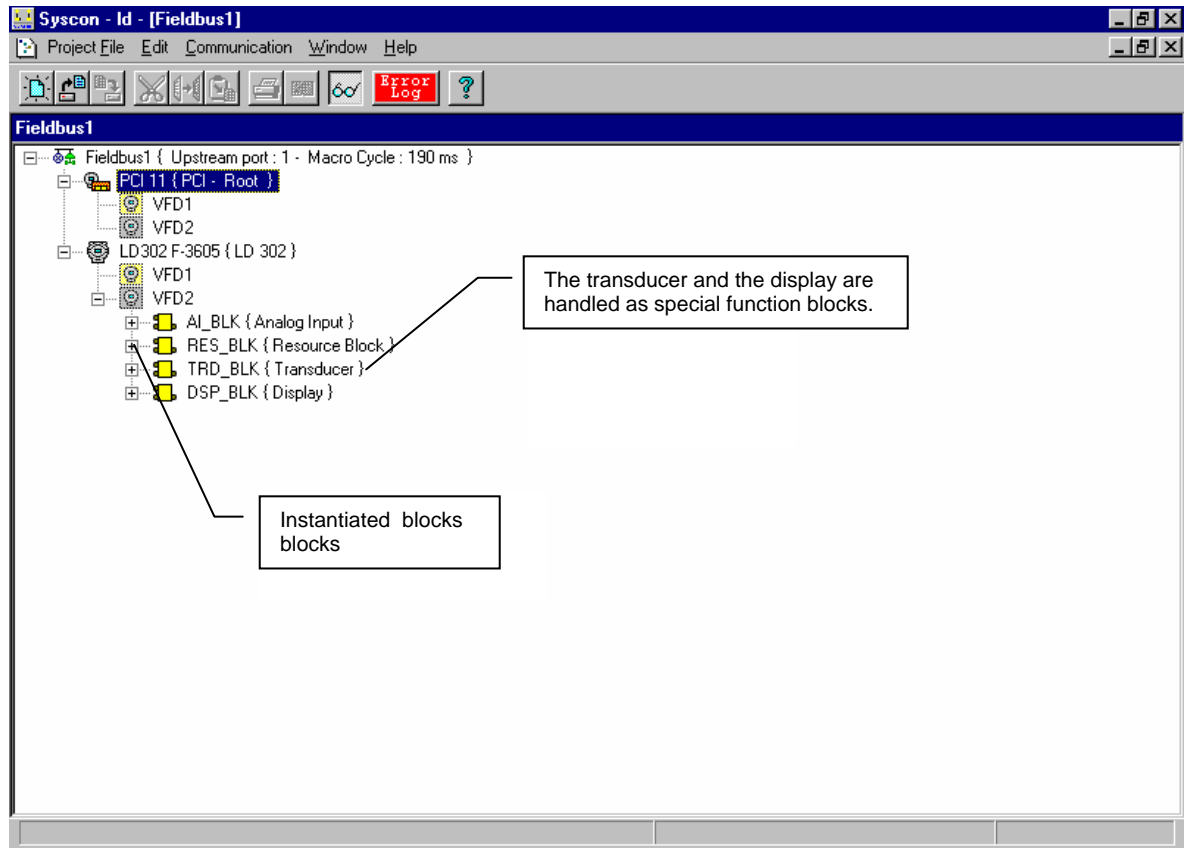 Syscon - ld - [Fieldbus1]
Project File Edit Communication Window Help
Error
Log
?
Fieldbus1
Fieldbus1 { Upstream port : 1 - Macro Cycle : 190 ms }
PCI 11 { PCI - Root }
VFD1
VFD2
LD302 F-3605 { LD 302 }
VFD1
VFD2
AI_BLK { Analog Input }
RES_BLK { Resource Block }
TRD_BLK { Transducer }
DSP_BLK { Display }
The transducer and the display are
handled as special function blocks.
Instantiated blocks
blocks